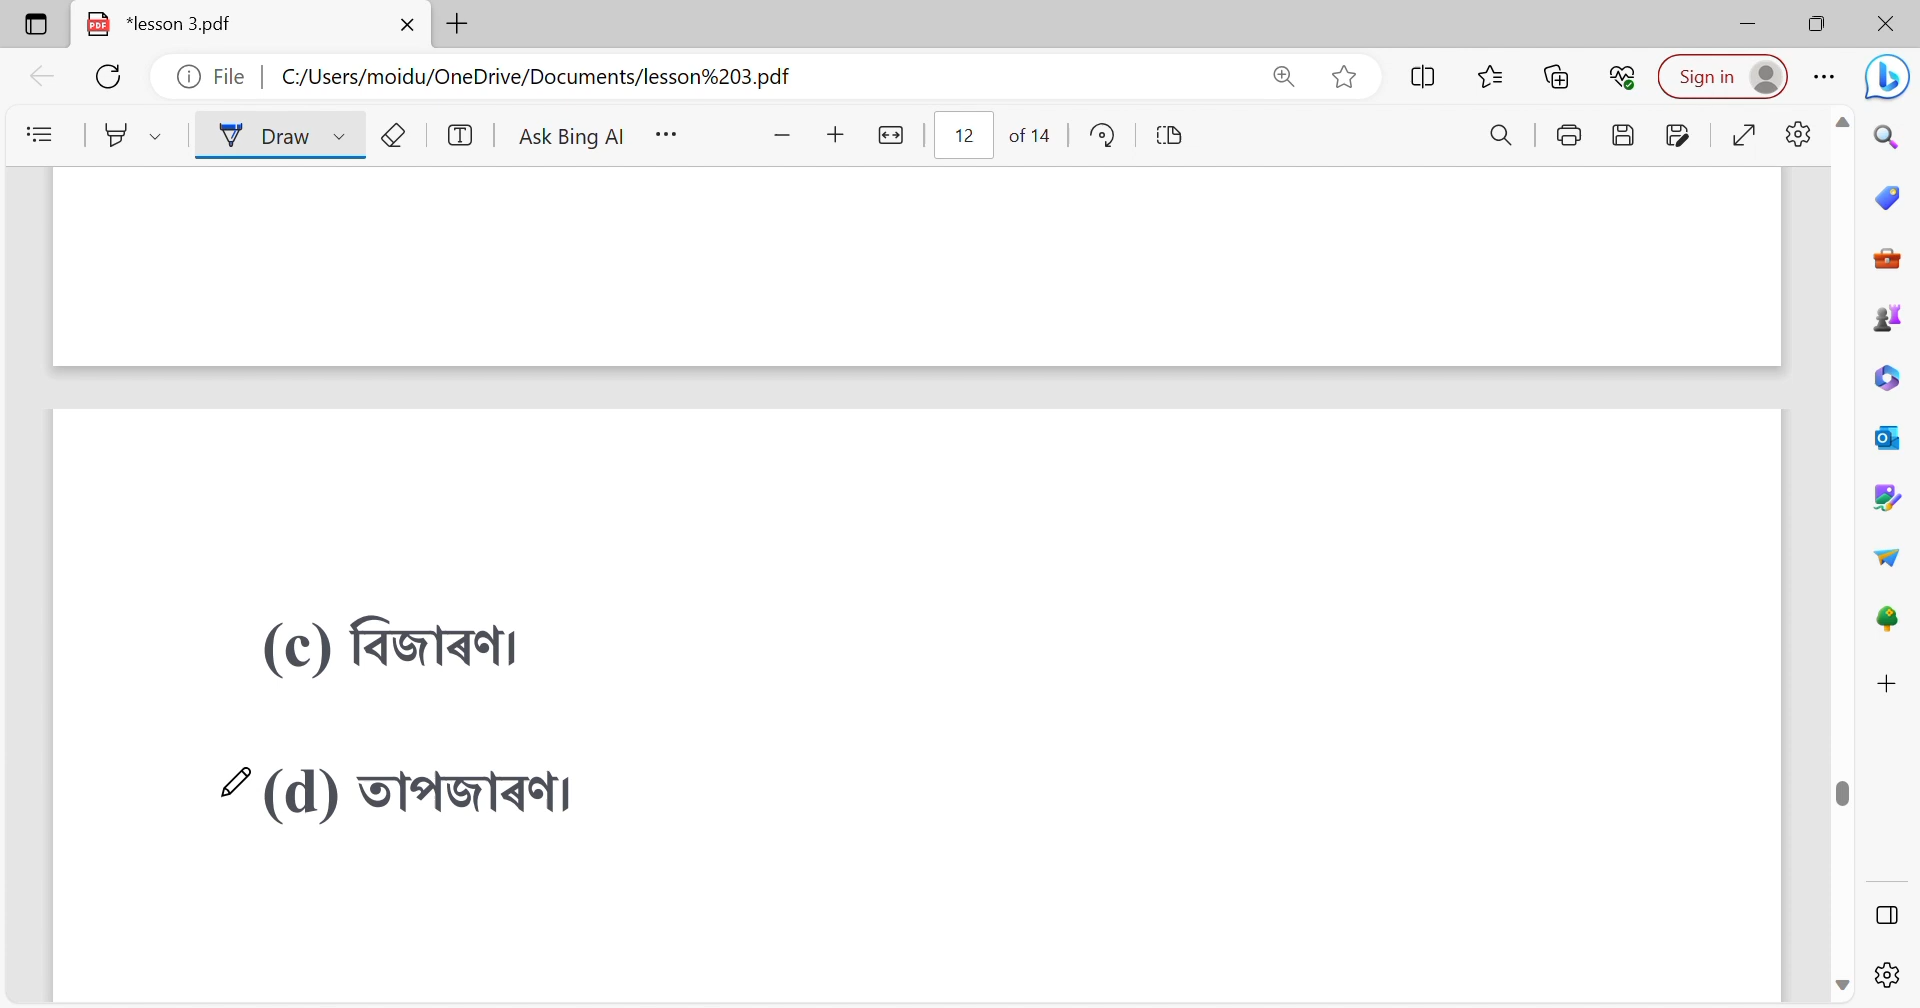 *lesson 3.pdf
File C:/Users/moidu/OneDrive/Documents/lesson%203.pdf Sign in
Draw Ask Bing AI 12 of 14
(c) বিজাৰণ।
(d) তাপজাৰণ।